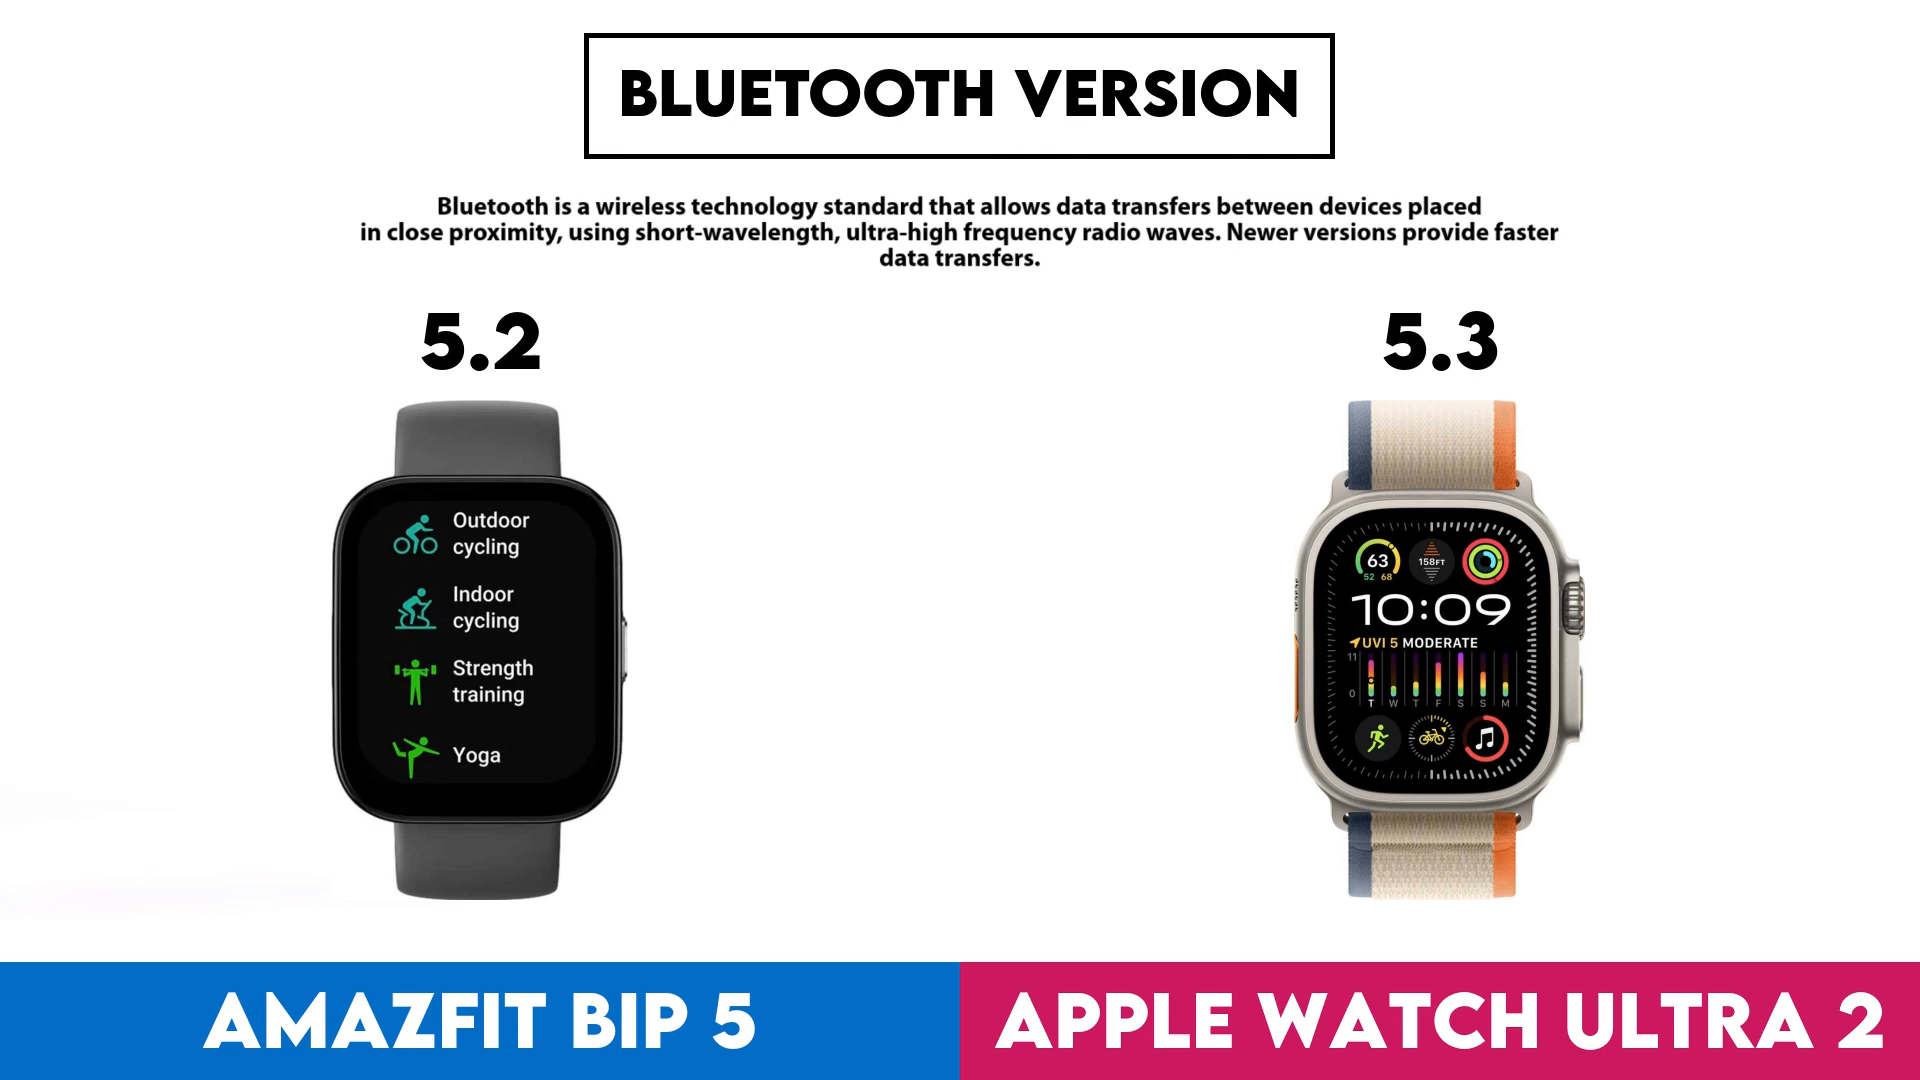 BLUETOOTH VERSION
Bluetooth is a wireless technology standard that allows data transfers between devices placed
in close proximity, using short-wavelength, ultra-high frequency radio waves. Newer versions provide faster
data transfers.
5.2
5.3
Outdoor
cycling
Indoor
cycling
Strength
training
Yoga
63
52 68
158FT
10:09
UVI 5 MODERATE
11
0
T W T F S S M
AMAZFIT BIP 5
APPLE WATCH ULTRA 2